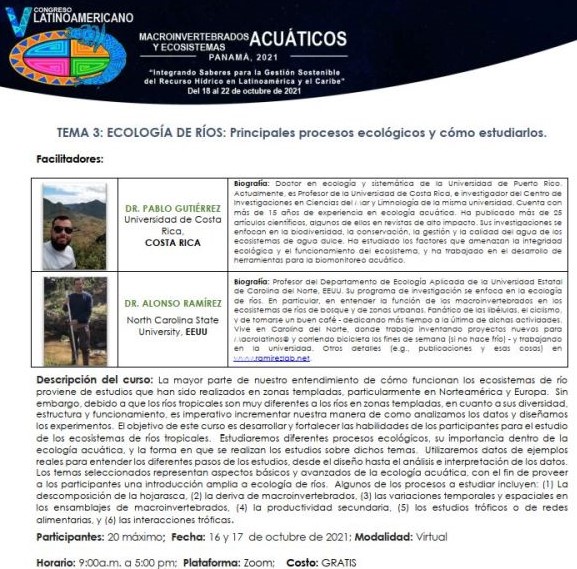 V CONGRESO
LATINOAMERICANO
MACROINVERTEBRADOS
Y ECOSISTEMAS ACUÁTICOS
PANAMÁ, 2021
“Integrando Saberes para la Gestión Sostenible
del Recurso Hídrico en Latinoamérica y el Caribe”
Del 18 al 22 de octubre de 2021
TEMA 3: ECOLOGÍA DE RÍOS: Principales procesos ecológicos y cómo estudiarlos.
Facilitadores:
DR. PABLO GUTIÉRREZ
Universidad de Costa
Rica,
COSTA RICA
Biografía: Doctor en ecología y sistemática de la Universidad de Puerto Rico.
Actualmente, es Profesor de la Universidad de Costa Rica, e investigador del Centro de
Investigaciones en Ciencias del Mar y Limnología de la misma universidad. Cuenta con
más de 15 años de experiencia en ecología acuática. Ha publicado más de 25
artículos científicos, algunos de ellos en revistas de alto impacto. Sus investigaciones se
enfocan en la biodiversidad, la conservación, la gestión y la calidad del agua de los
ecosistemas de agua dulce. Ha estudiado los factores que amenazan la integridad
ecológica y el funcionamiento del ecosistema, y ha trabajado en el desarrollo de
herramientas para la biomonitoreo acuático.
DR. ALONSO RAMÍREZ
North Carolina State
University, EEUU
Biografía: Profesor del Departamento de Ecología Aplicada de la Universidad Estatal
de Carolina del Norte, EEUU. Su programa de investigación se enfoca en la ecología
de ríos. En particular, en entender la función de las macroinvertebrados en los
ecosistemas de ríos de bosque y de zonas urbanas. Fanático de las libélulas, el ciclismo,
y de tomarse un buen café - dedicando más tiempo a la última de dichas actividades.
Vive en Carolina del Norte, donde trabaja inventando proyectos nuevos para
Macrolatinos@ y corriendo bicicleta los fines de semana (si no hace frío) - y trabajando
en la universidad. Otros detalles (e.g., publicaciones y esas cosas) en
www.ramirezlab.net.
Descripción del curso: La mayor parte de nuestro entendimiento de cómo funcionan los ecosistemas de río
proviene de estudios que han sido realizados en zonas templadas, particularmente en Norteamérica y Europa. Sin
embargo, debido a que los ríos tropicales son muy diferentes a los ríos en zonas templadas, en cuanto a sus diversidad,
estructura y funcionamiento, es imperativo incrementar nuestra manera de como analizamos los datos y diseñamos
los experimentos. El objetivo de este curso es desarrollar y fortalecer las habilidades de los participantes para el estudio
de los ecosistemas de ríos tropicales. Estudiaremos diferentes procesos ecológicos, su importancia dentro de la
ecología acuática, y la forma en que se realizan los estudios sobre dichos temas. Utilizaremos datos de ejemplos
reales para entender los diferentes pasos de los estudios, desde el diseño hasta el análisis e interpretación de los datos.
Los temas seleccionados representan aspectos básicos y avanzados de la ecología acuática, con el fin de proveer
a los participantes una introducción amplia a ecología de ríos. Algunos de los procesos a estudiar incluyen: (1) La
descomposición de la hojarasca, (2) la deriva de macroinvertebrados, (3) las variaciones temporales y espaciales en
los ensamblajes de macroinvertebrados, (4) la productividad secundaria, (5) los estudios tróficos o de redes
alimentarias, y (6) las interacciones tróficas.
Participantes: 20 máximo; Fecha: 16 y 17 de octubre de 2021; Modalidad: Virtual
Horario: 9:00a.m. a 5:00 pm; Plataforma: Zoom; Costo: GRATIS